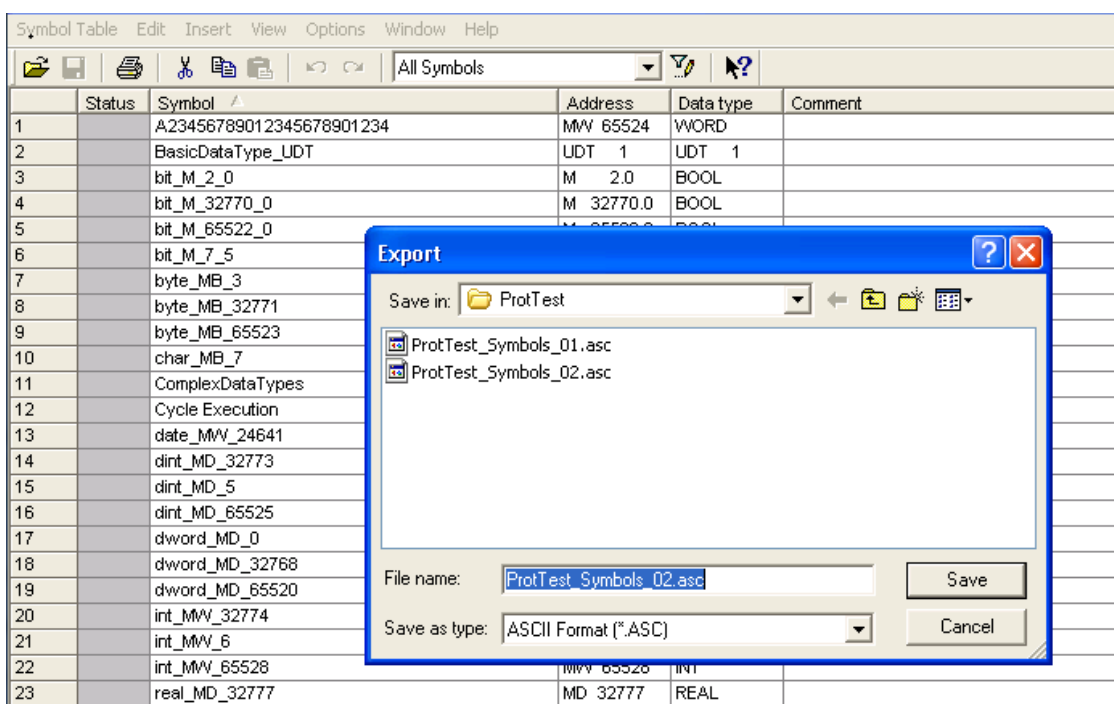 Symbol Table Edit Insert View Options Window Help
All Symbols
Status Symbol Address Data type Comment
1 A23456789012345678901234 MW 65524 WORD
2 BasicDataType_UDT UDT 1 UDT 1
3 bit_M_2_0 M 2.0 BOOL
4 bit_M_32770_0 M 32770.0 BOOL
5 bit_M_65522_0
6 bit_M_7_5
7 byte_MB_3
8 byte_MB_32771
9 byte_MB_65523
10 char_MB_7
11 ComplexDataTypes
12 Cycle Execution
13 date_MW_24641
14 dint_MD_32773
15 dint_MD_5
16 dint_MD_65525
17 dword_MD_0
18 dword_MD_32768
19 dword_MD_65520
20 int_MW_32774
21 int_MW_6
22 int_MW_65528 MW 65528 INT
23 real_MD_32777 MD 32777 REAL
Export
Save in: ProtTest
ProtTest_Symbols_01.asc
ProtTest_Symbols_02.asc
File name: ProtTest_Symbols_02.asc Save
Save as type: ASCII Format (*.ASC) Cancel